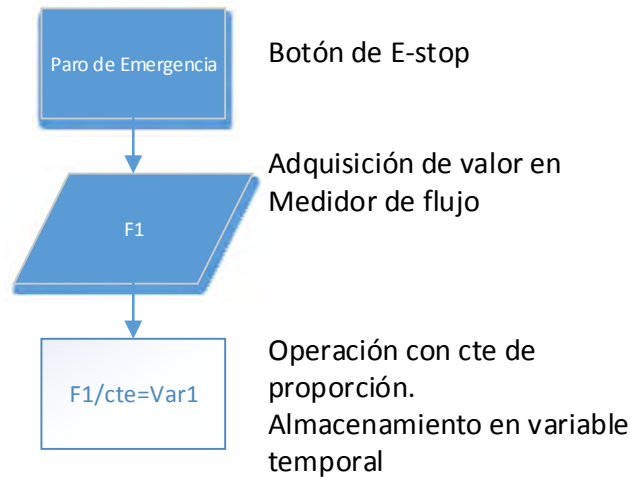 Paro de Emergencia
Botón de E-stop
Adquisición de valor en
Medidor de flujo
F1
F1/cte=Var1
Operación con cte de
proporción.
Almacenamiento en variable
temporal